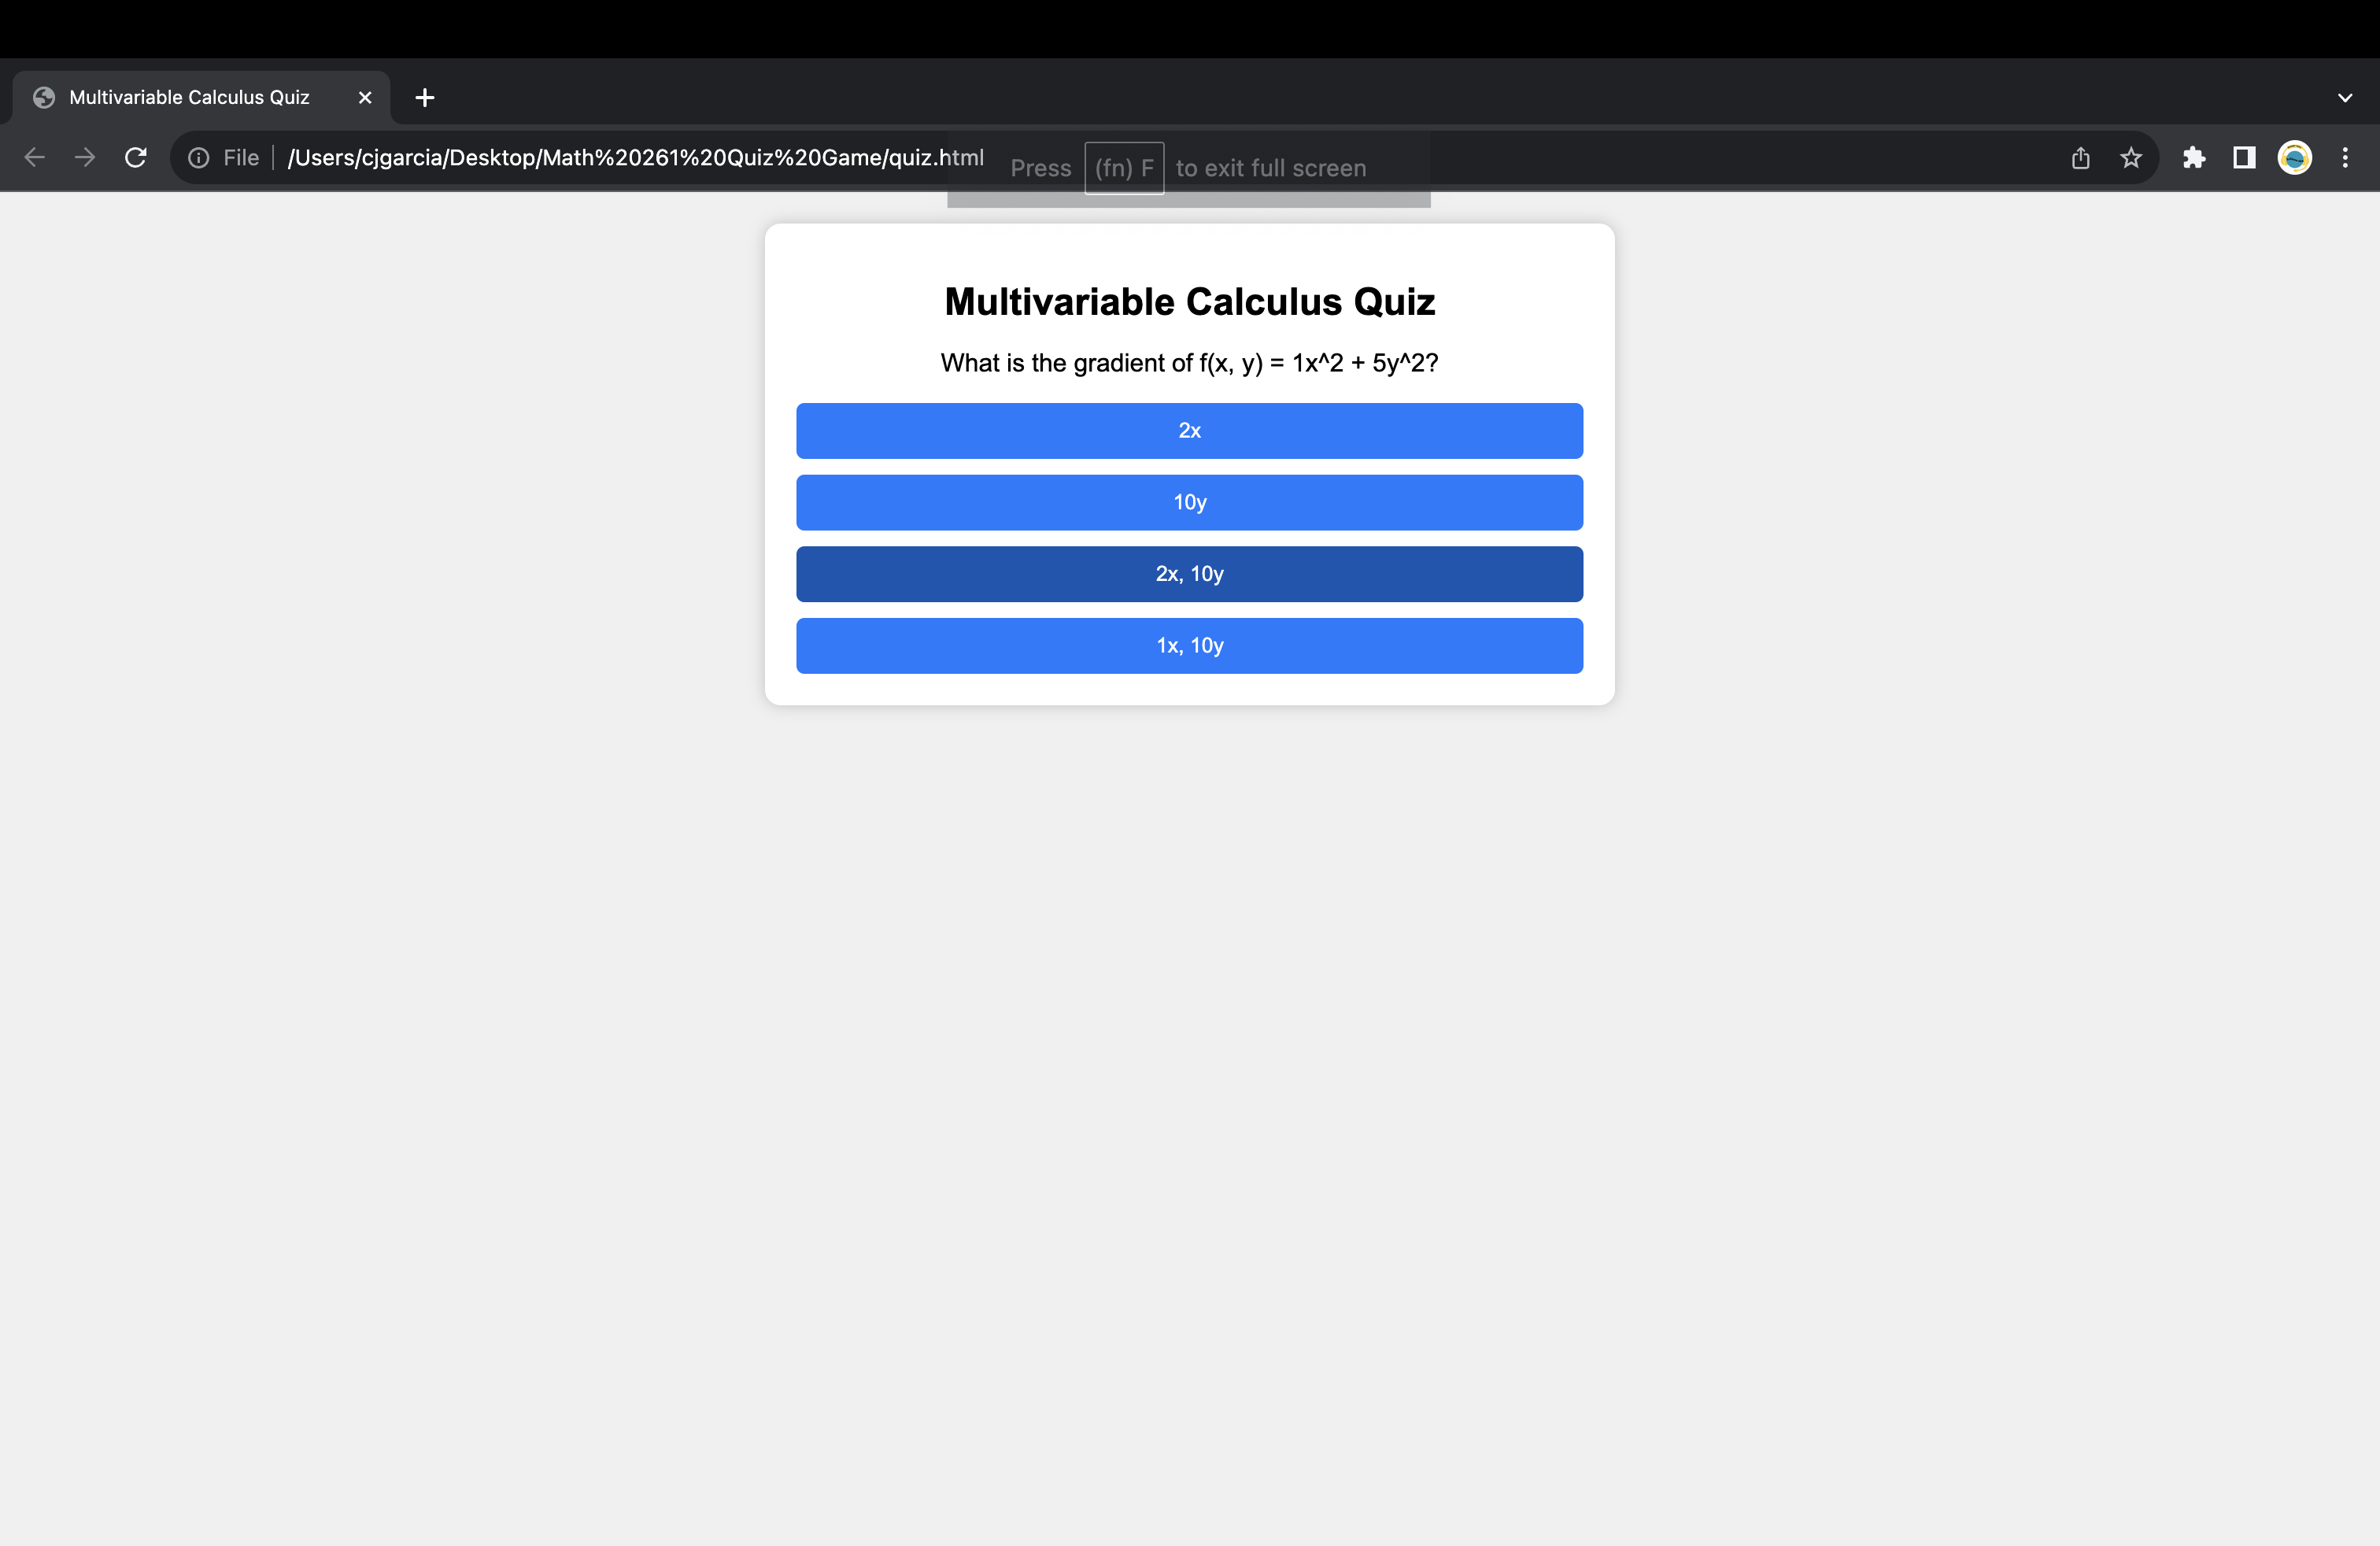 Multivariable Calculus Quiz
File /Users/cjgarcia/Desktop/Math%20261%20Quiz%20Game/quiz.html
Press (fn) F to exit full screen
Multivariable Calculus Quiz
What is the gradient of f(x, y) = 1x^2 + 5y^2?
2x
10y
2x, 10y
1x, 10y